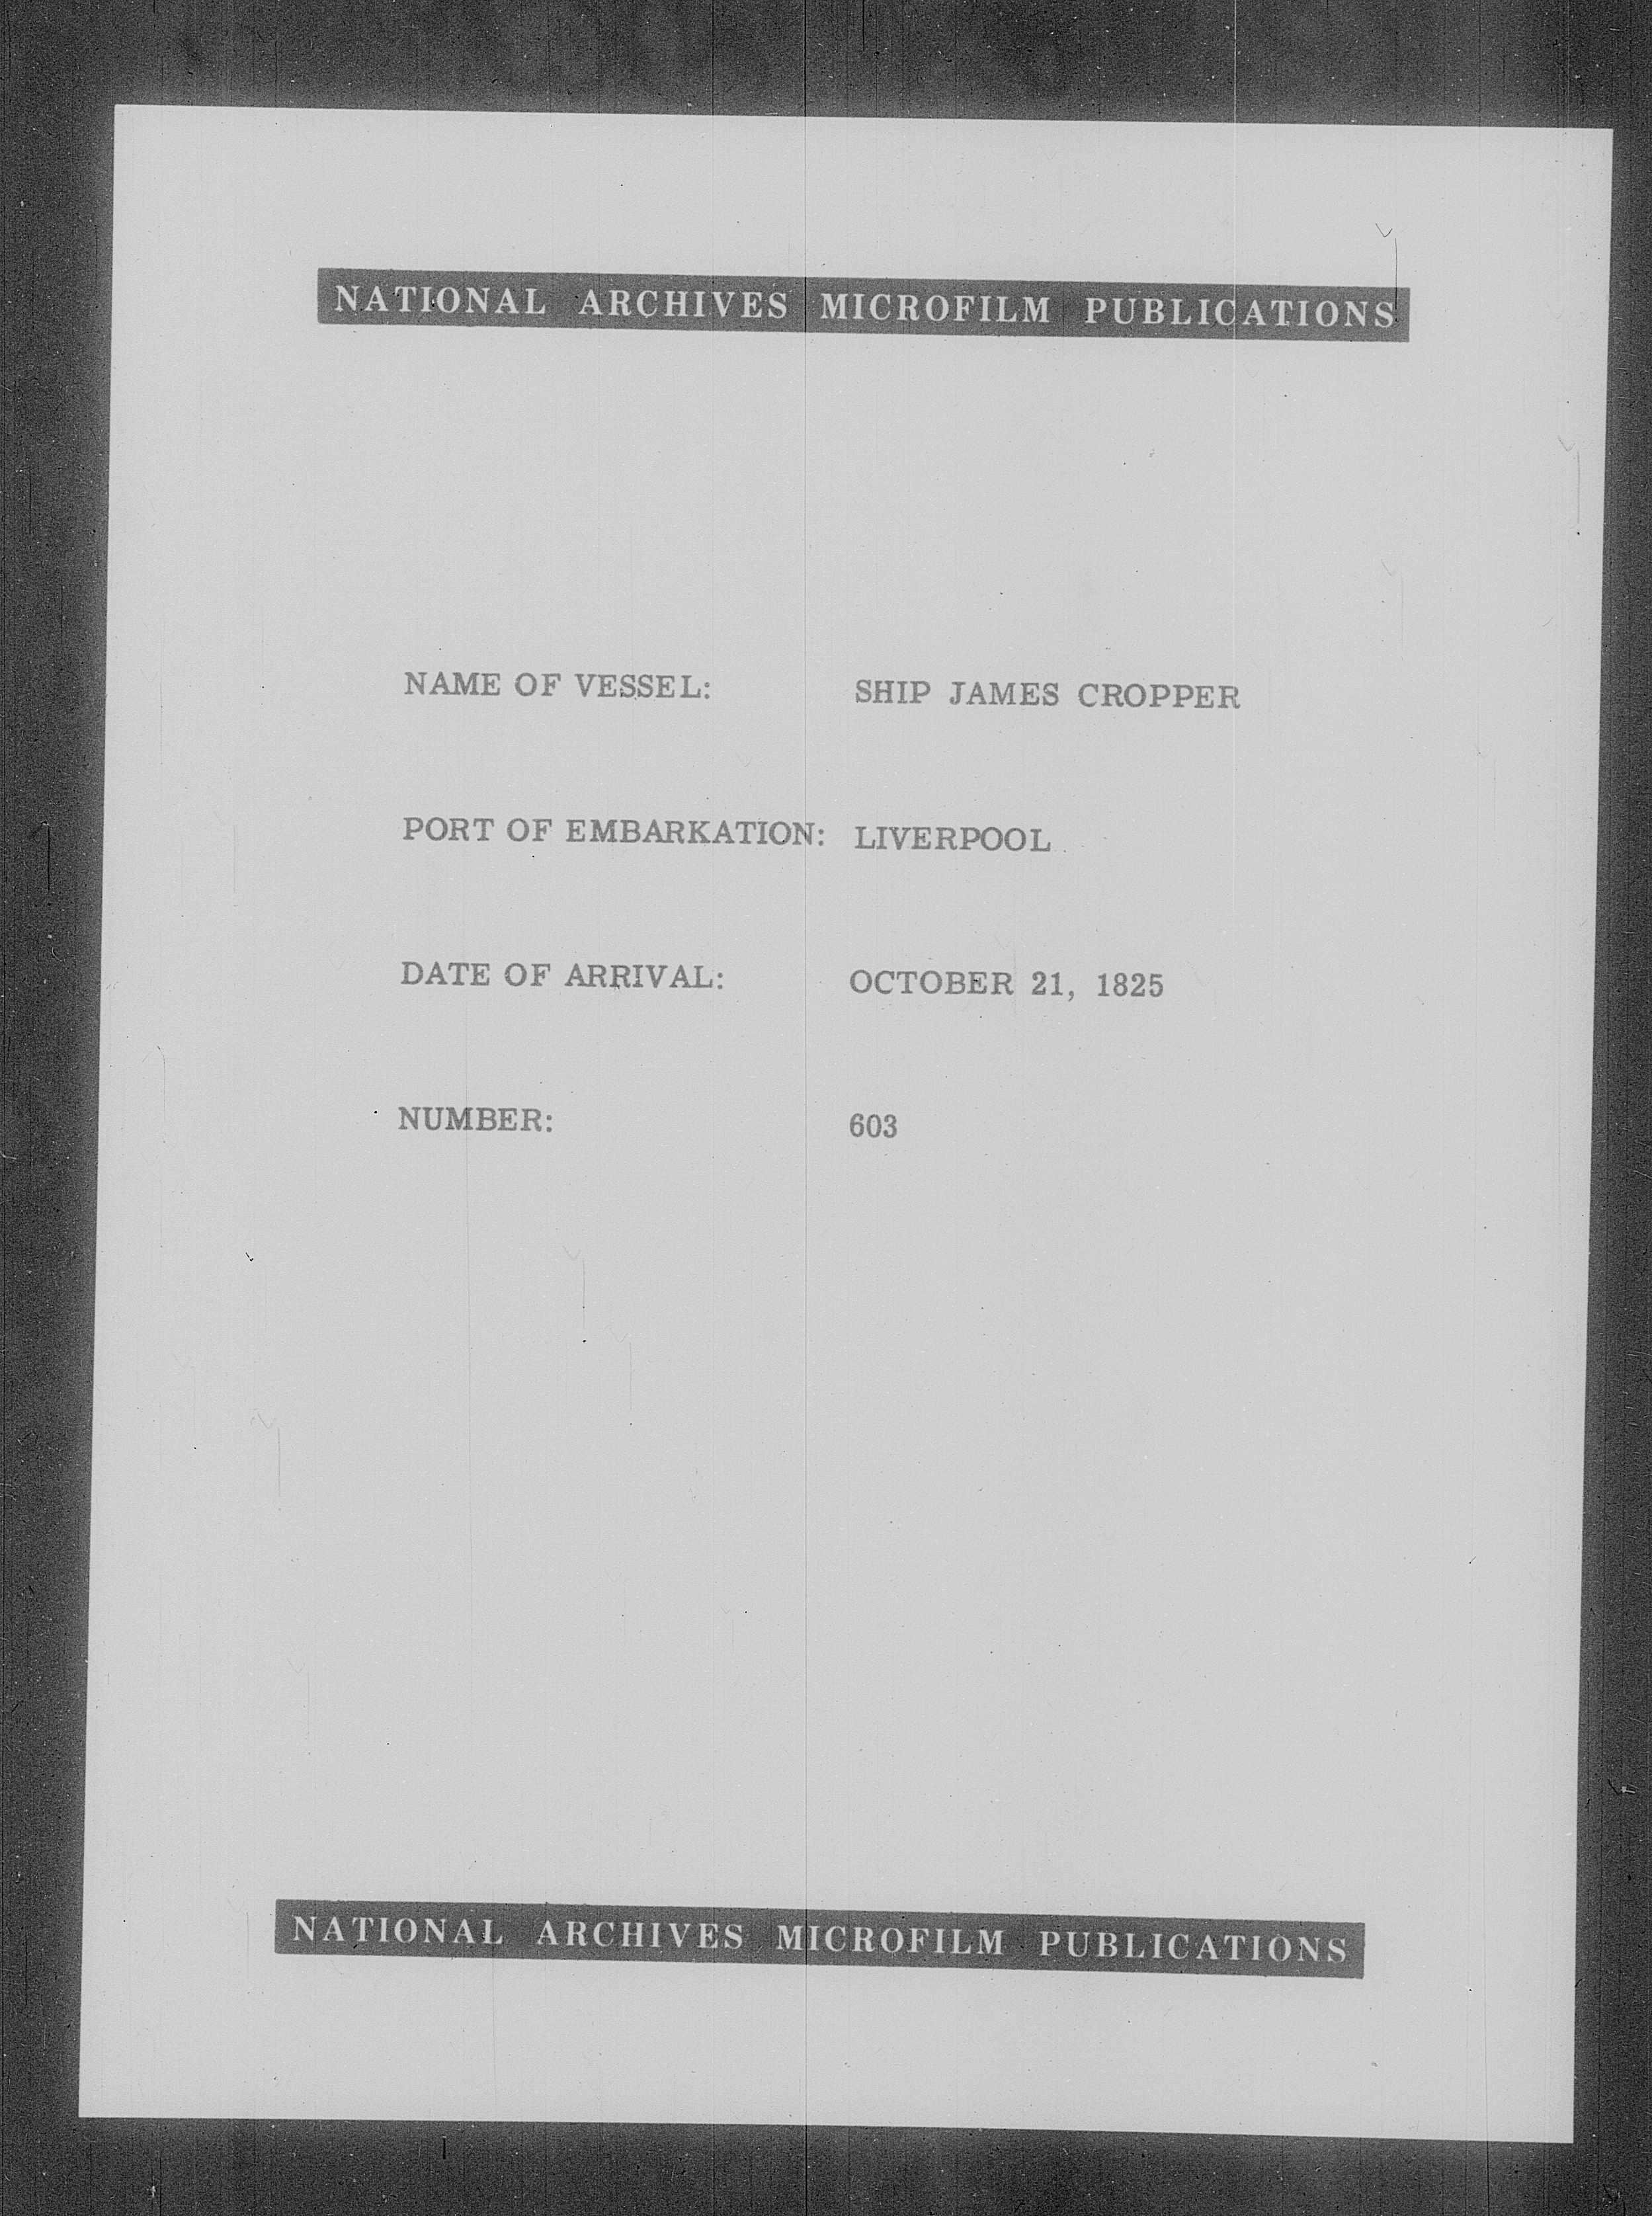 NATIONAL ARCHIVES MICROFILM PUBLICATIONS
NAME OF VESSEL: SHIP JAMES CROPPER
PORT OF EMBARKATION: LIVERPOOL
DATE OF ARRIVAL: OCTOBER 21, 1825
NUMBER: 603
NATIONAL ARCHIVES MICROFILM PUBLICATIONS